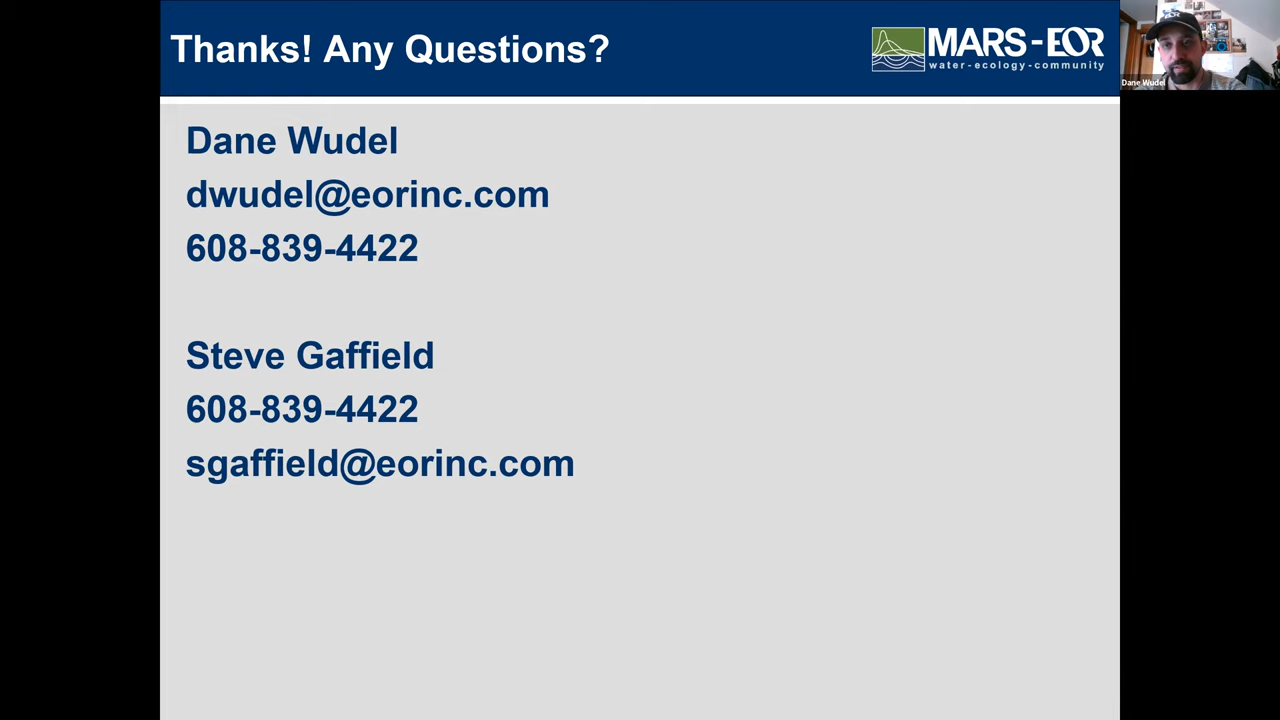 Thanks! Any Questions?
MARS-EOR
water-ecology-community
Dane Wudel
Dane Wudel
dwudel@eorinc.com
608-839-4422
Steve Gaffield
608-839-4422
sgaffield@eorinc.com